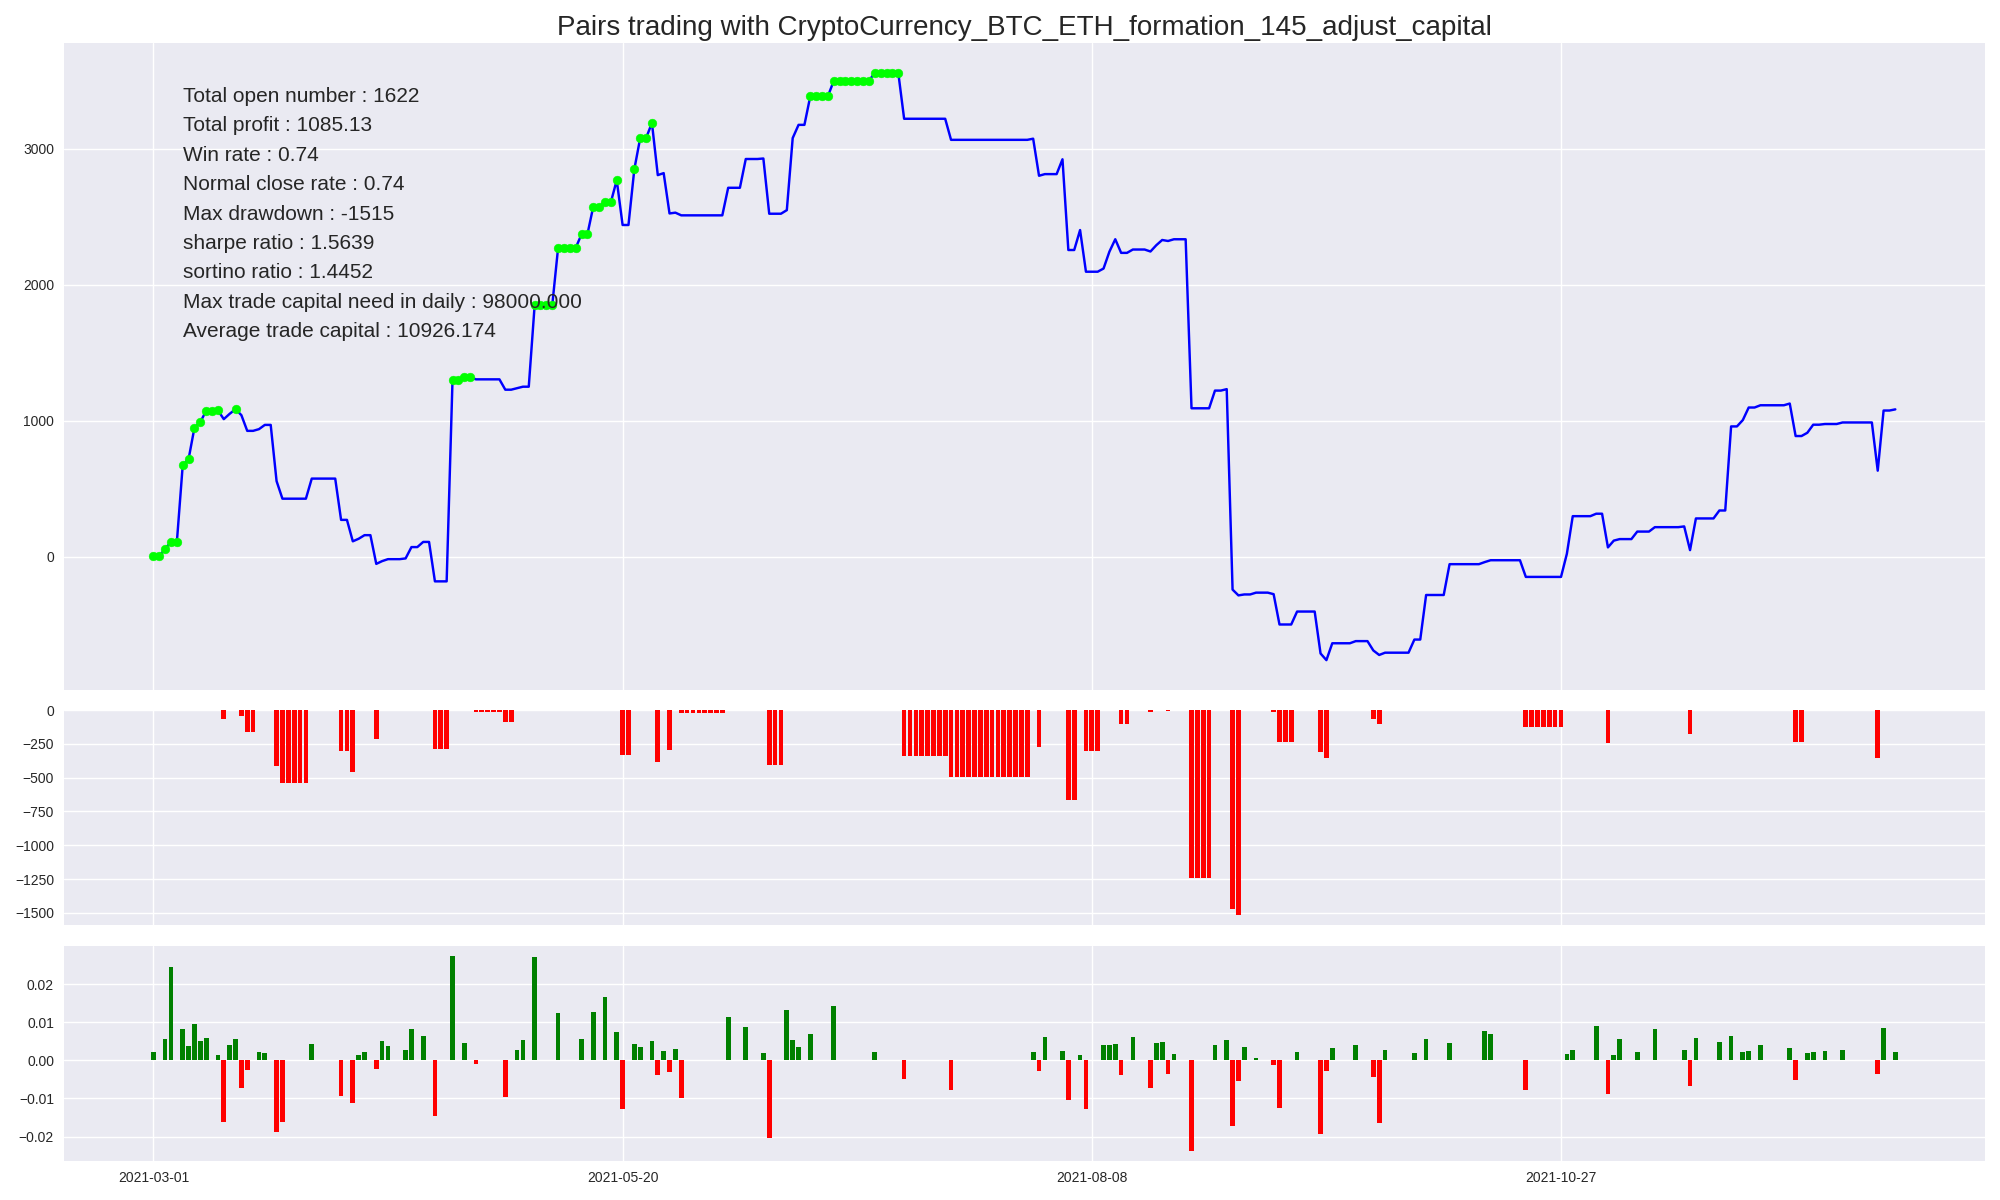 Pairs trading with CryptoCurrency_BTC_ETH_formation_145_adjust_capital
Total open number : 1622
Total profit : 1085.13
Win rate : 0.74
Normal close rate : 0.74
Max drawdown : -1515
sharpe ratio : 1.5639
sortino ratio : 1.4452
Max trade capital need in daily : 98000.000
Average trade capital : 10926.174
3000
2000
1000
0
0
−250
−500
−750
−1000
−1250
−1500
0.02
0.01
0.00
−0.01
−0.02
2021-03-01
2021-05-20
2021-08-08
2021-10-27